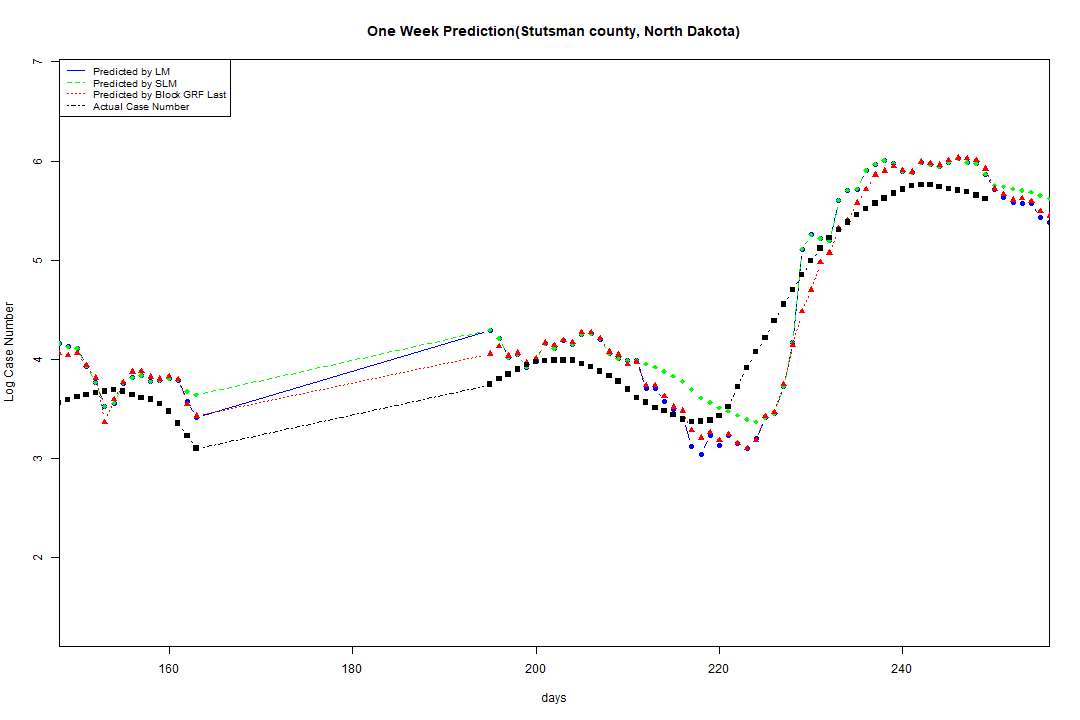 One Week Prediction(Stutsman county, North Dakota)
Predicted by LM
Predicted by SLM
Predicted by Block GRF Last
Actual Case Number
7
6
5
4
3
2
Log Case Number
160 180 200 220 240
days